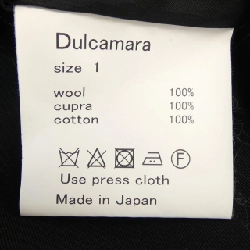 Dulcamara
size 1
wool 100%
cupra 100%
cotton 100%
F
Use press cloth
Made in Japan